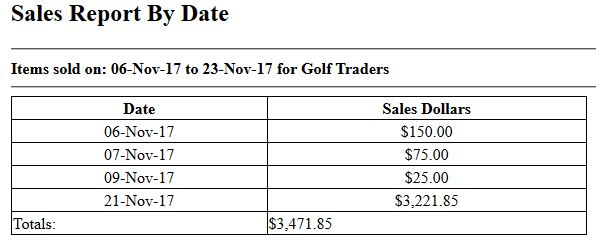 Sales Report By Date
Items sold on: 06-Nov-17 to 23-Nov-17 for Golf Traders
Date Sales Dollars
06-Nov-17 $150.00
07-Nov-17 $75.00
09-Nov-17 $25.00
21-Nov-17 $3,221.85
Totals: $3,471.85